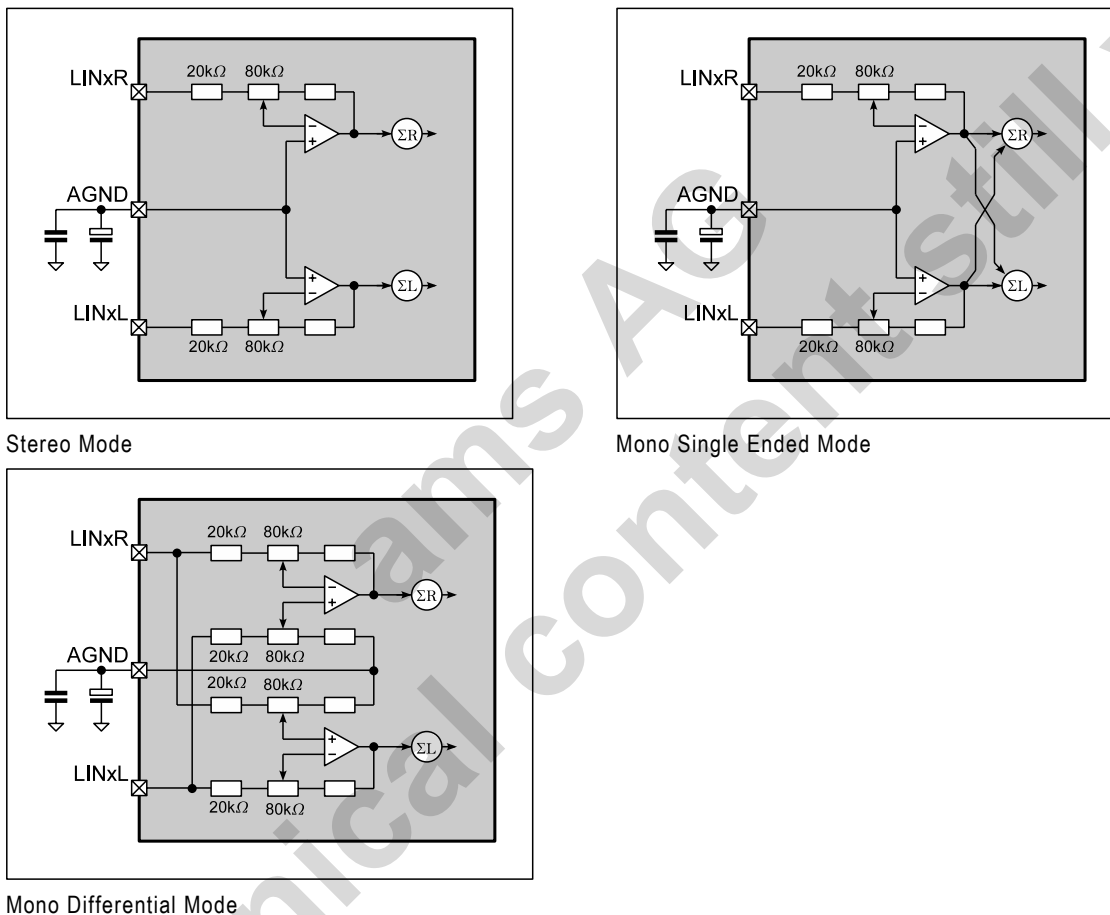 LINxR
20kΩ 80kΩ
ΣR
AGND
ΣL
LINxL
20kΩ 80kΩ
Stereo Mode
LINxR
20kΩ 80kΩ
ΣR
AGND
ΣL
LINxL
20kΩ 80kΩ
Mono Single Ended Mode
LINxR
20kΩ 80kΩ
ΣR
AGND
20kΩ 80kΩ
20kΩ 80kΩ
ΣL
LINxL
20kΩ 80kΩ
Mono Differential Mode
ams AG
nical content still